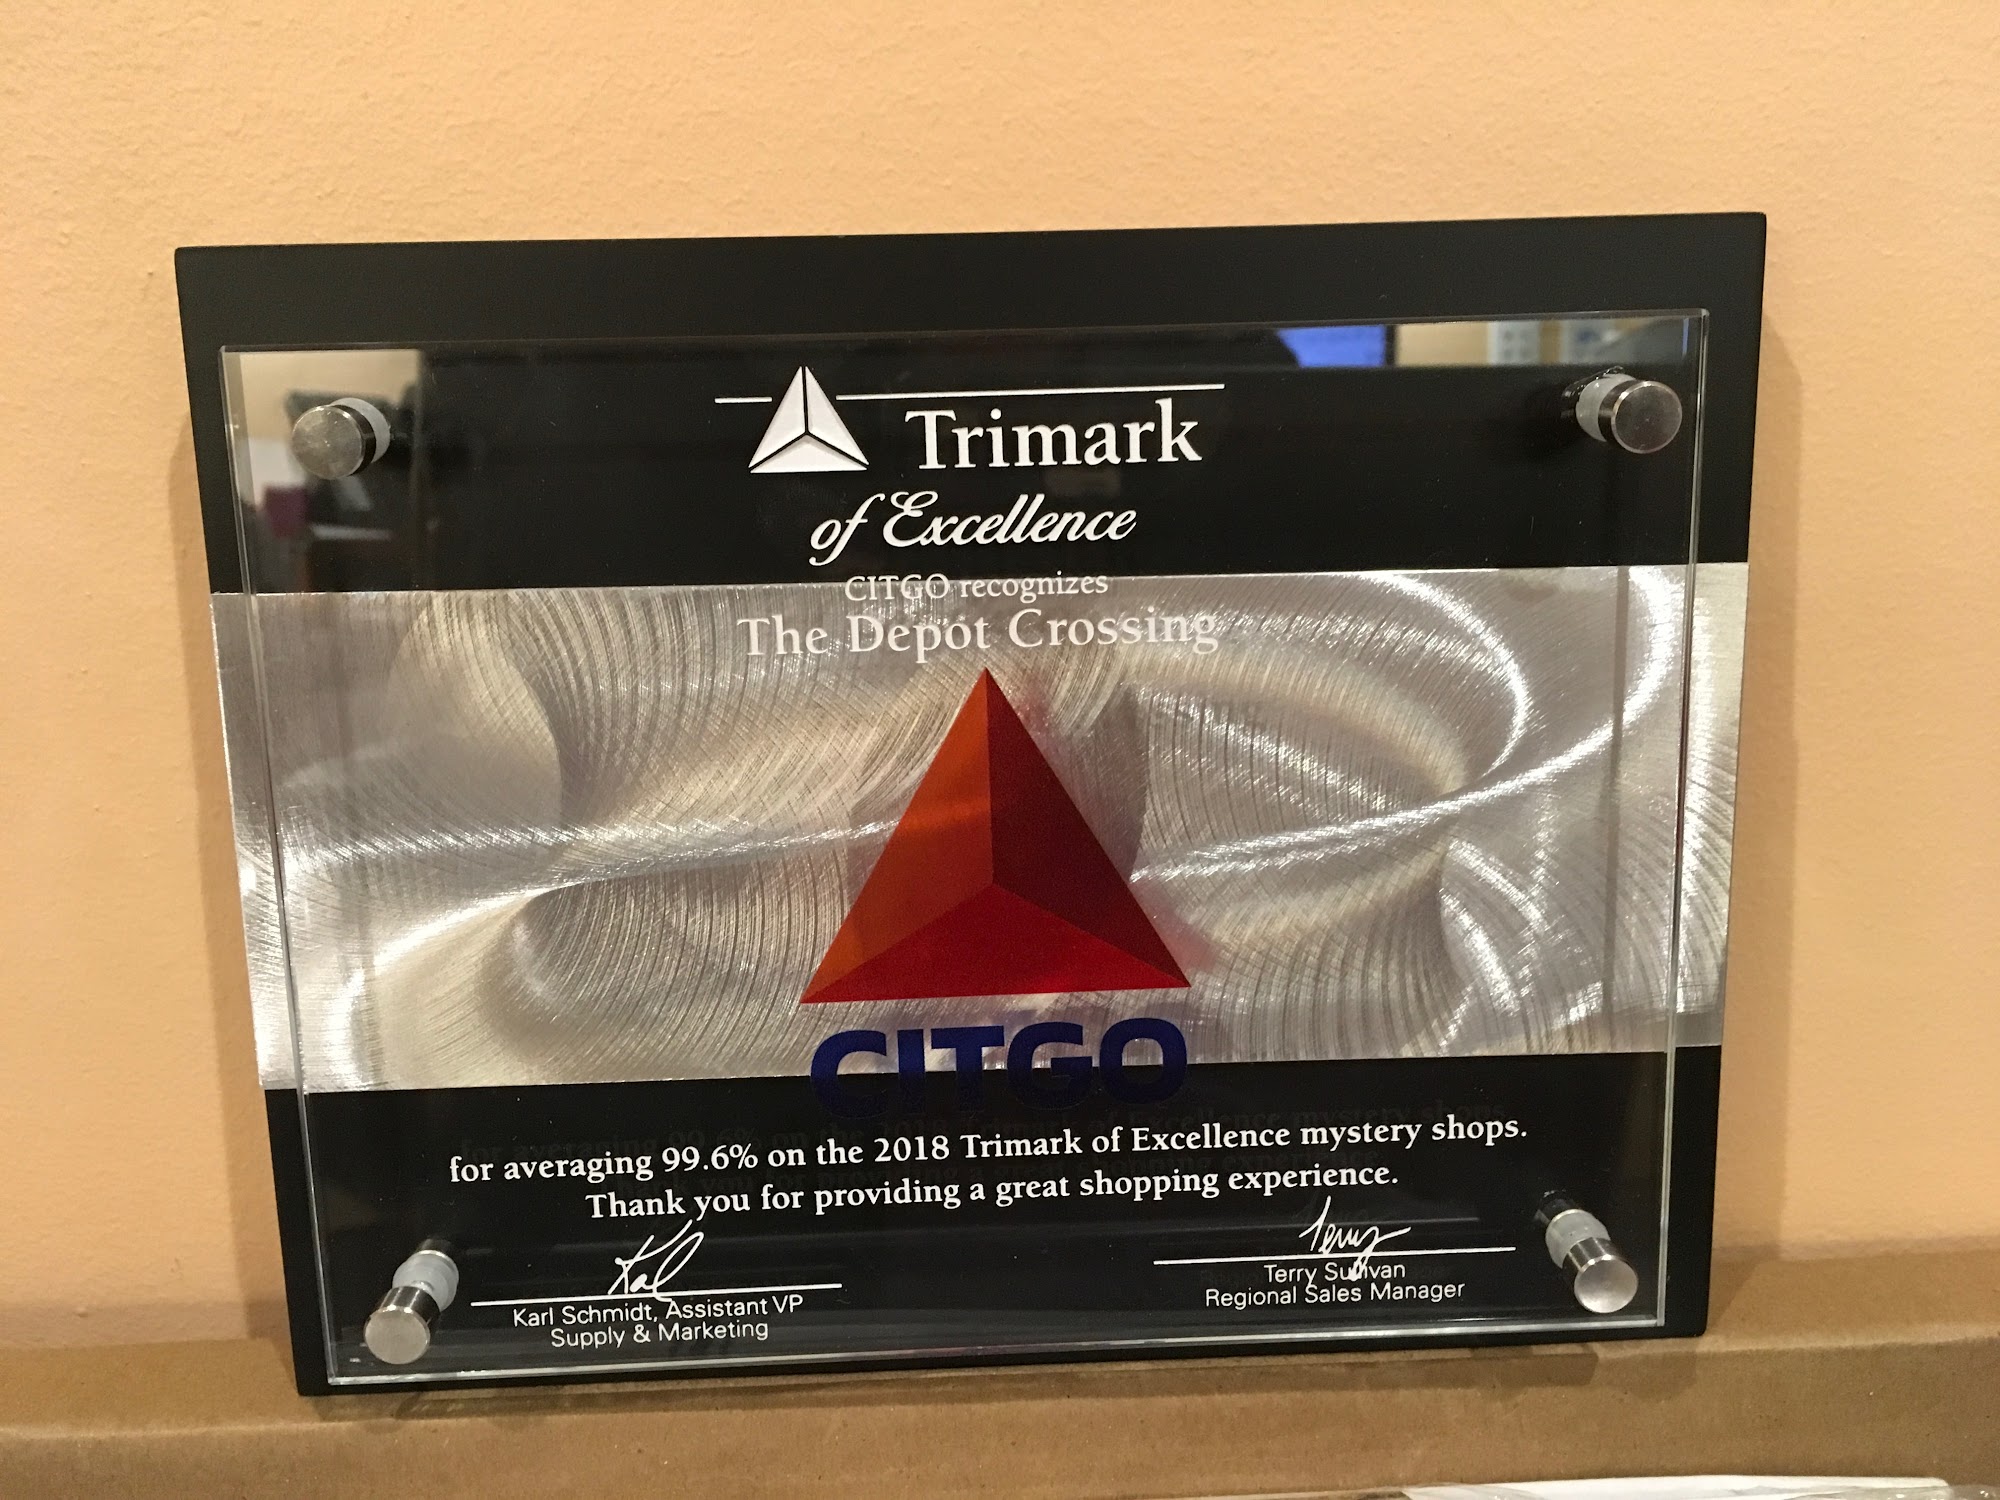 Trimark
of Excellence
CITGO recognizes
The Depot Crossing
CITGO
for averaging 99.6% on the 2018 Trimark of Excellence mystery shops.
Thank you for providing a great shopping experience.
Kal
Terry
Karl Schmidt, Assistant VP
Supply & Marketing
Terry Sullivan
Regional Sales Manager